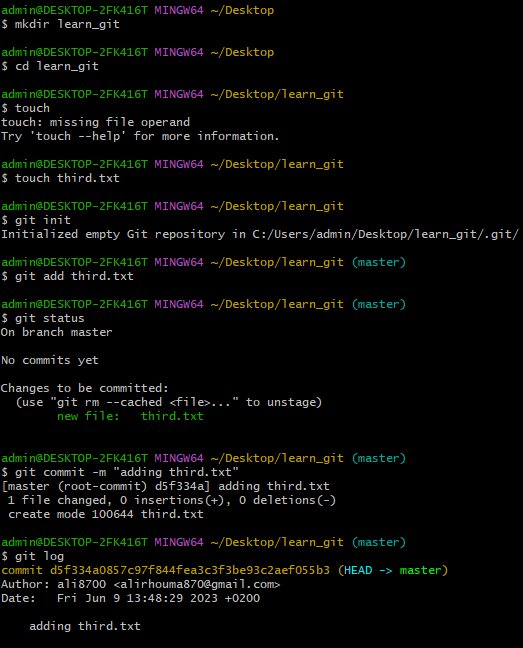 admin@DESKTOP-2FK416T MINGW64 ~/Desktop
$ mkdir learn_git
admin@DESKTOP-2FK416T MINGW64 ~/Desktop
$ cd learn_git
admin@DESKTOP-2FK416T MINGW64 ~/Desktop/learn_git
$ touch
touch: missing file operand
Try 'touch --help' for more information.
admin@DESKTOP-2FK416T MINGW64 ~/Desktop/learn_git
$ touch third.txt
admin@DESKTOP-2FK416T MINGW64 ~/Desktop/learn_git
$ git init
Initialized empty Git repository in C:/Users/admin/Desktop/learn_git/.git/
admin@DESKTOP-2FK416T MINGW64 ~/Desktop/learn_git (master)
$ git add third.txt
admin@DESKTOP-2FK416T MINGW64 ~/Desktop/learn_git (master)
$ git status
On branch master
No commits yet
Changes to be committed:
  (use "git rm --cached <file>..." to unstage)
        new file:   third.txt
admin@DESKTOP-2FK416T MINGW64 ~/Desktop/learn_git (master)
$ git commit -m "adding third.txt"
[master (root-commit) d5f334a] adding third.txt
 1 file changed, 0 insertions(+), 0 deletions(-)
 create mode 100644 third.txt
admin@DESKTOP-2FK416T MINGW64 ~/Desktop/learn_git (master)
$ git log
commit d5f334a0857c97f844fea3c3f3be93c2aef055b3 (HEAD -> master)
Author: ali8700 <alirhouma870@gmail.com>
Date:   Fri Jun 9 13:48:29 2023 +0200
    adding third.txt